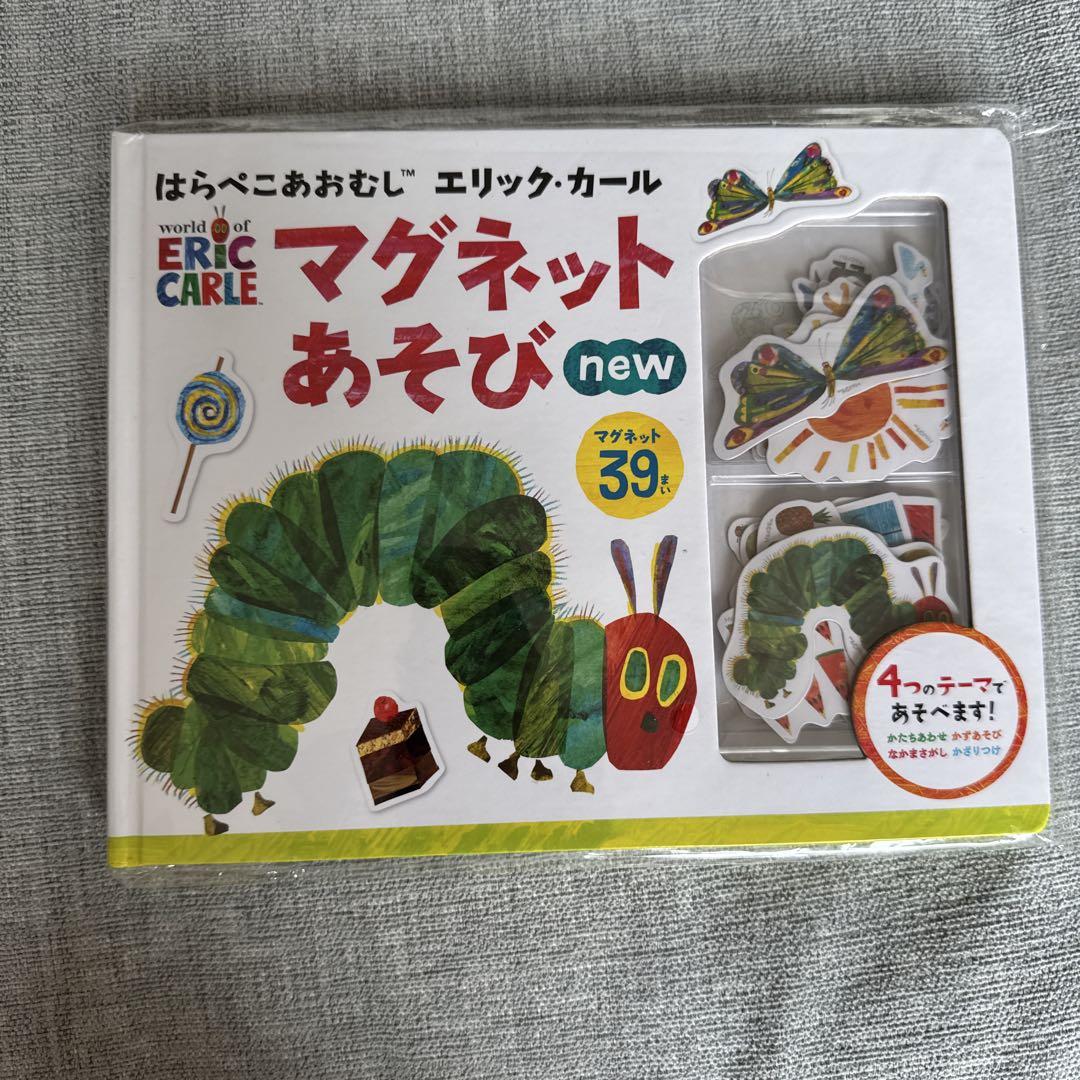 はらぺこあおむし™ エリック・カール
world of
ERIC
CARLE™
マグネット
あそび new
マグネット
39まい
4つのテーマで
あそべます!
かたちあわせ かずあそび
なかまさがし かざりつけ